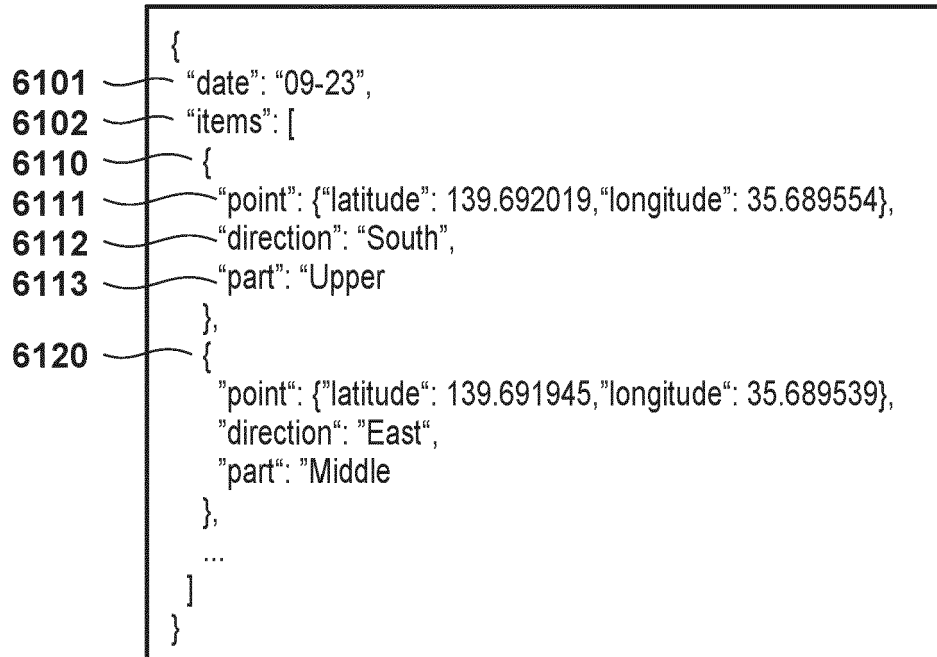 {
6101 “date“: “09-23”,
6102 “items“: [
6110 {
6111 “point“: {“latitude“: 139.692019,“longitude“: 35.689554},
6112 “direction“: “South”,
6113 “part“: “Upper
},
6120 {
”point“: {”latitude“: 139.691945,”longitude“: 35.689539},
”direction“: ”East“,
”part“: ”Middle
},
...
]
}